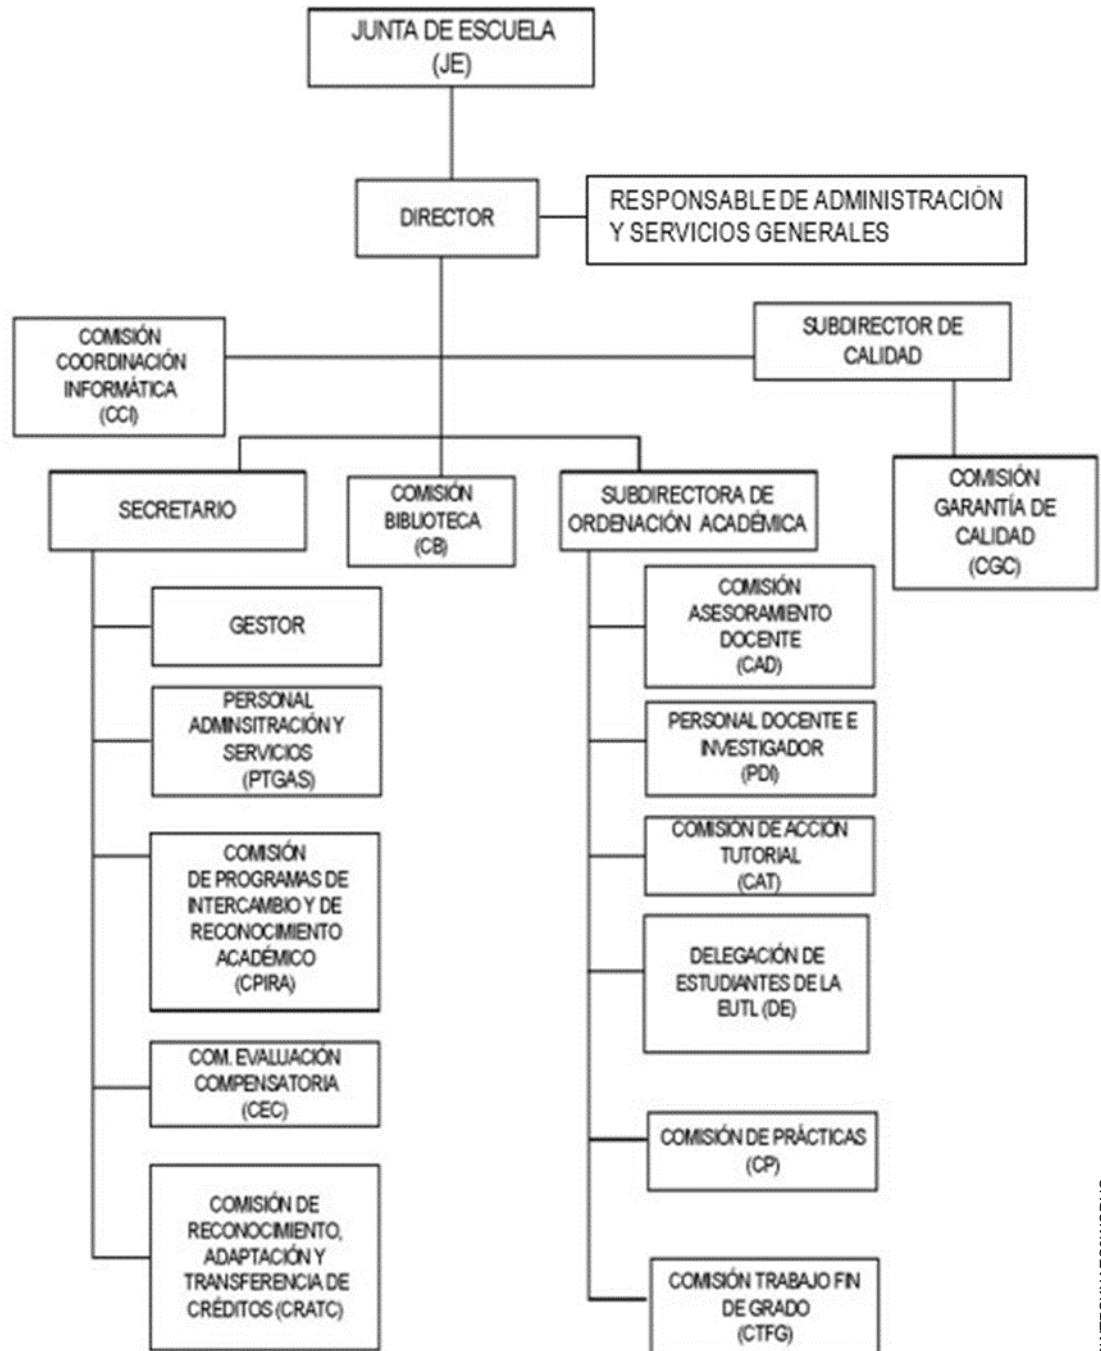 JUNTA DE ESCUELA
(JE)
DIRECTOR
RESPONSABLE DE ADMINISTRACIÓN
Y SERVICIOS GENERALES
COMISIÓN
COORDINACIÓN
INFORMÁTICA
(CCI)
SUBDIRECTOR DE
CALIDAD
SECRETARIO
COMISIÓN
BIBLIOTECA
(CB)
SUBDIRECTORA DE
ORDENACIÓN ACADÉMICA
COMISIÓN
GARANTÍA DE
CALIDAD
(CGC)
GESTOR
PERSONAL
ADMINSITRACIÓN Y
SERVICIOS
(PTGAS)
COMISIÓN
DE PROGRAMAS DE
INTERCAMBIO Y DE
RECONOCIMIENTO
ACADÉMICO
(CPIRA)
COM. EVALUACIÓN
COMPENSATORIA
(CEC)
COMISIÓN DE
RECONOCIMIENTO,
ADAPTACIÓN Y
TRANSFERENCIA DE
CRÉDITOS (CRATC)
COMISIÓN
ASESORAMIENTO
DOCENTE
(CAD)
PERSONAL DOCENTE E
INVESTIGADOR
(PDI)
COMISIÓN DE ACCIÓN
TUTORIAL
(CAT)
DELEGACIÓN DE
ESTUDIANTES DE LA
EUTL (DE)
COMISIÓN DE PRÁCTICAS
(CP)
COMISIÓN TRABAJO FIN
DE GRADO
(CTFG)